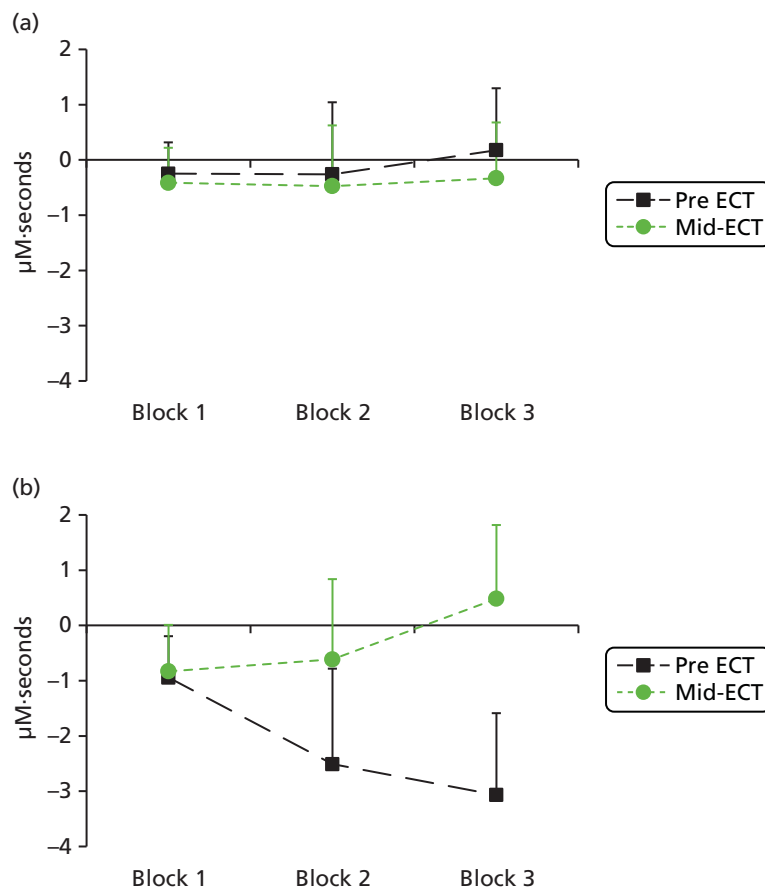 (a)
2
1
0
–1
–2
–3
–4
µM·seconds
Block 1 Block 2 Block 3
Pre ECT
Mid-ECT
(b)
2
1
0
–1
–2
–3
–4
µM·seconds
Block 1 Block 2 Block 3
Pre ECT
Mid-ECT